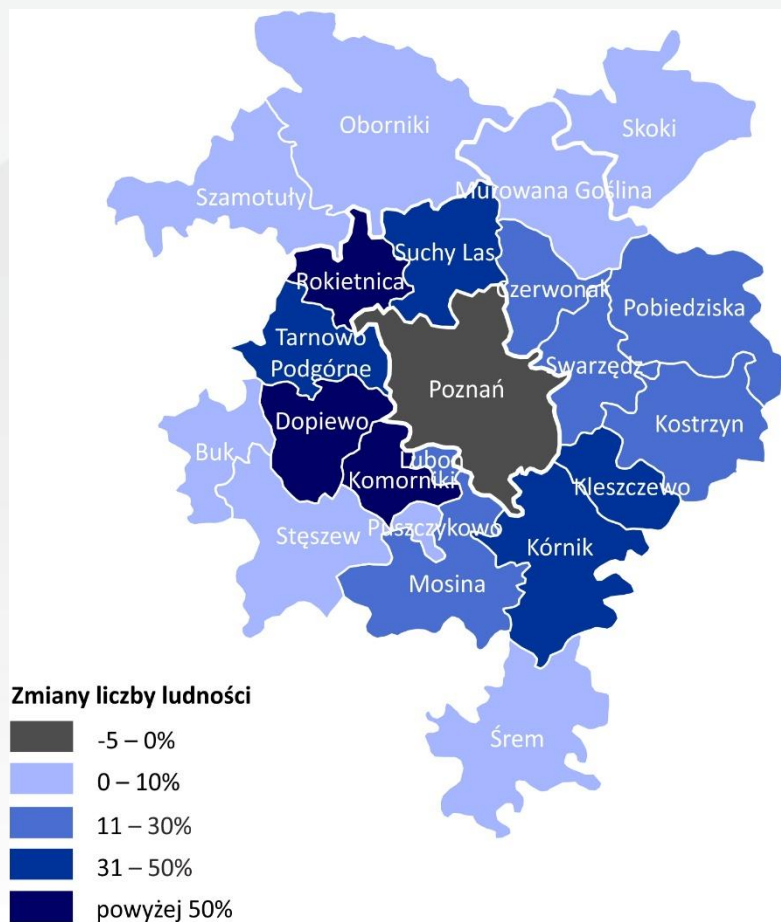 Oborniki
Skoki
Szamotuły
Murowana Goślina
Suchy Las
Rokietnica
Czerwonak
Pobiedziska
Tarnowo
Podgórne
Swarzędz
Poznań
Kostrzyn
Dopiewo
Buk
Luboń
Komorniki
Kleszczewo
Puszczykowo
Stęszew
Kórnik
Mosina
Śrem
Zmiany liczby ludności
-5 – 0%
0 – 10%
11 – 30%
31 – 50%
powyżej 50%